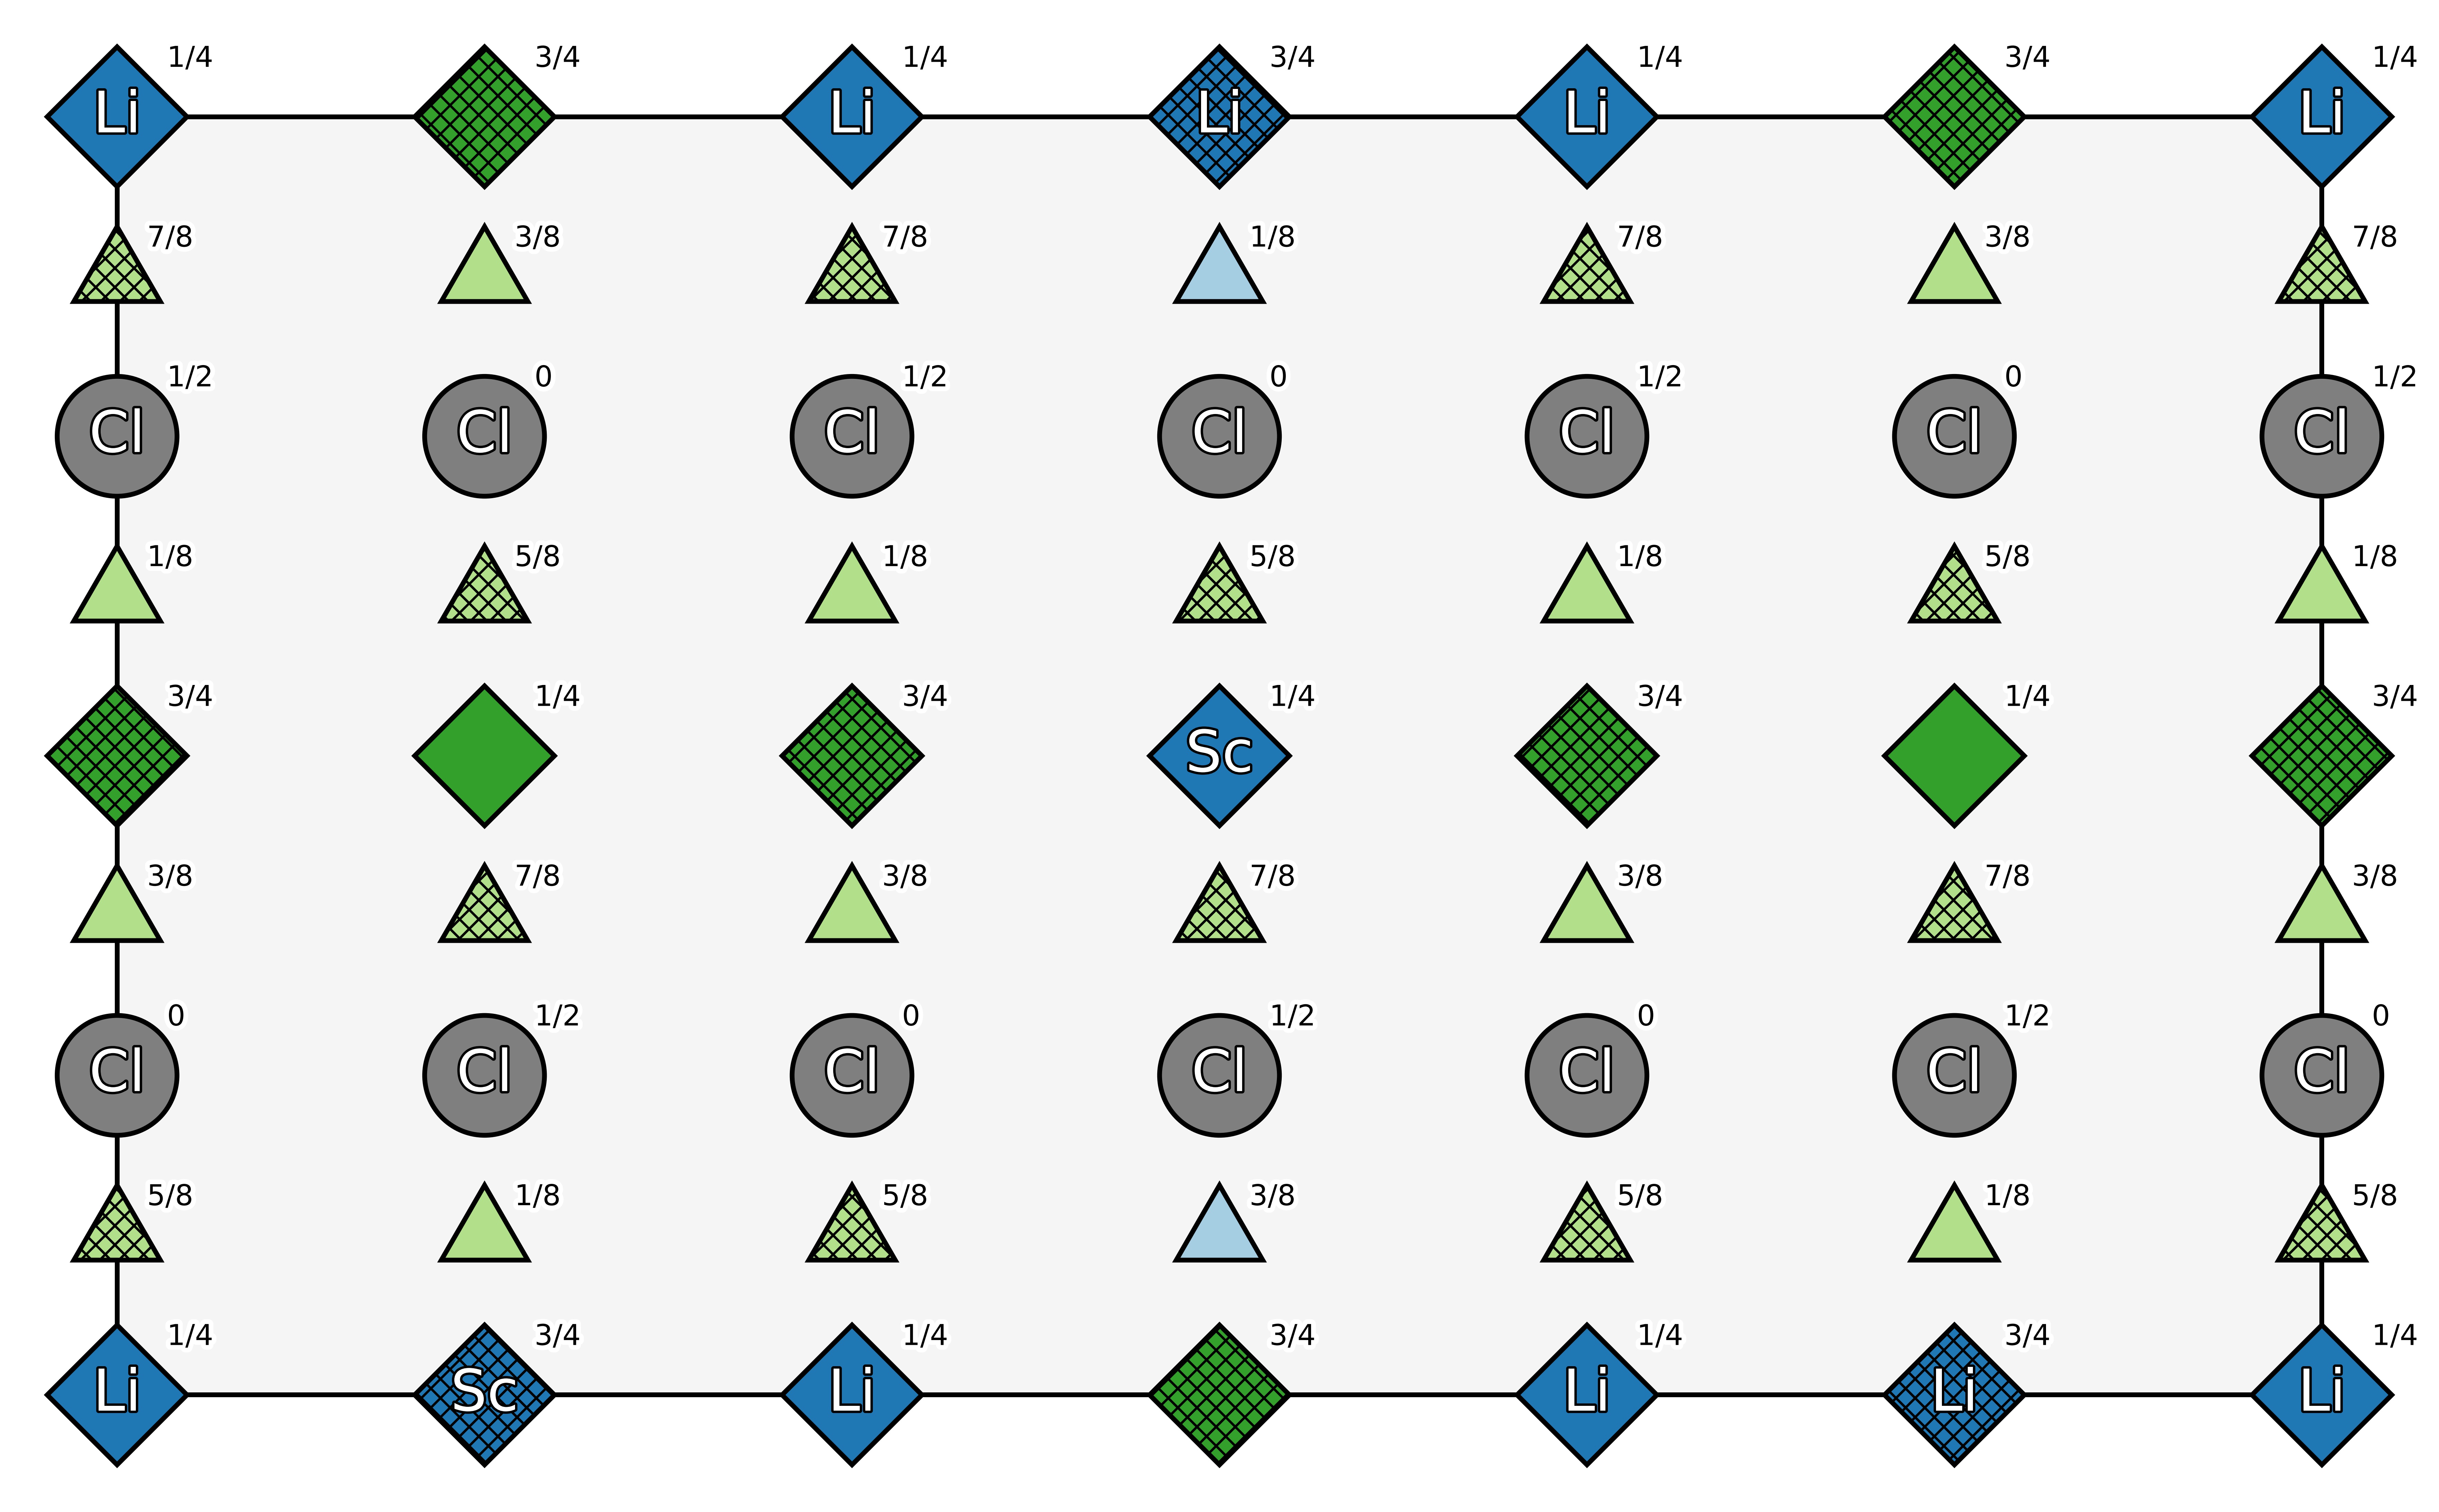 1/4 3/4 1/4 3/4 1/4 3/4 1/4
Li Li Li Li Li
7/8 3/8 7/8 1/8 7/8 3/8 7/8
1/2 0 1/2 0 1/2 0 1/2
Cl Cl Cl Cl Cl Cl Cl
1/8 5/8 1/8 5/8 1/8 5/8 1/8
3/4 1/4 3/4 1/4 3/4 1/4 3/4
Sc
3/8 7/8 3/8 7/8 3/8 7/8 3/8
0 1/2 0 1/2 0 1/2 0
Cl Cl Cl Cl Cl Cl Cl
5/8 1/8 5/8 3/8 5/8 1/8 5/8
1/4 3/4 1/4 3/4 1/4 3/4 1/4
Li Sc Li Li Li Li